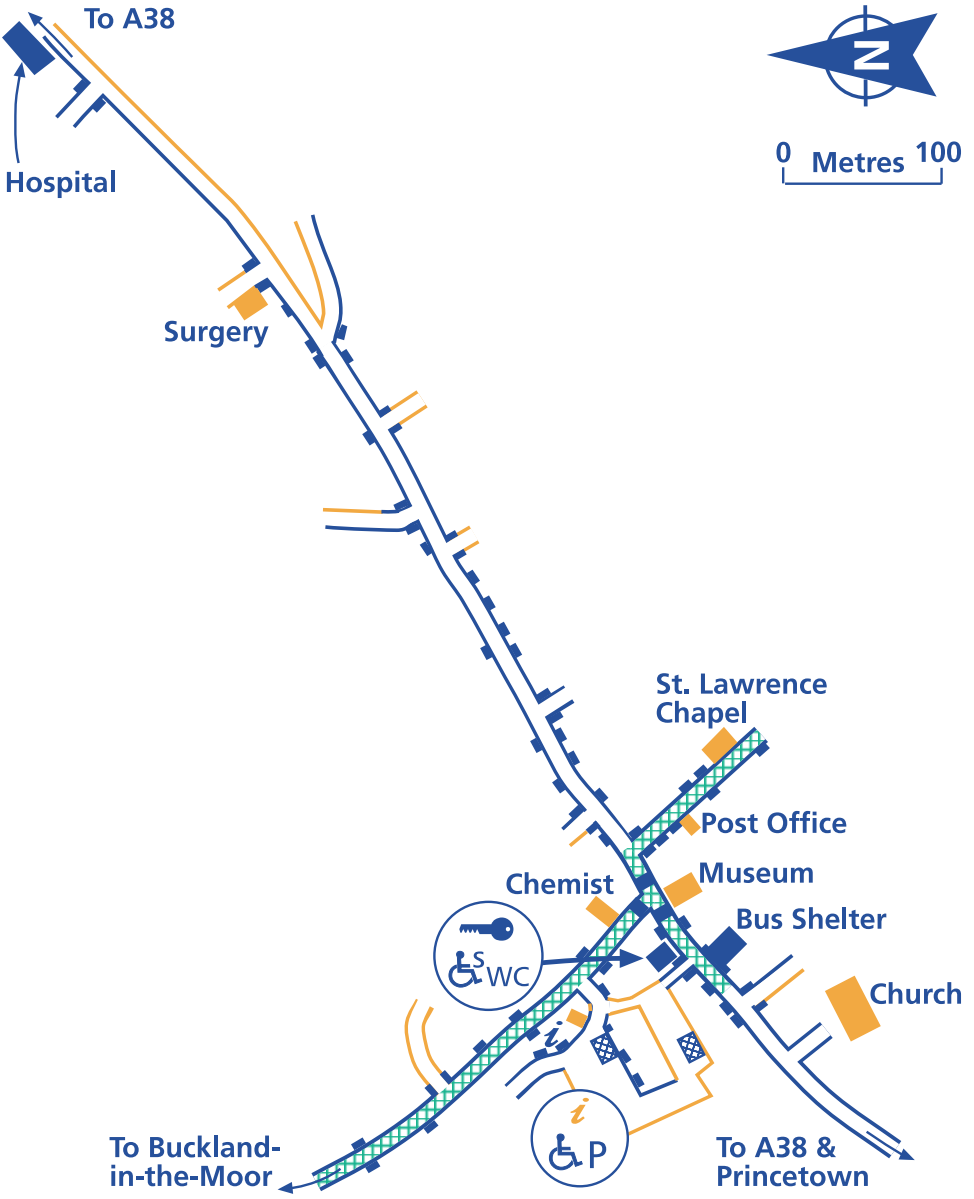 To A38
N
0 Metres 100
Hospital
Surgery
St. Lawrence
Chapel
Post Office
Museum
Chemist
Bus Shelter
S
WC
Church
i
i
P
To Buckland-
in-the-Moor
To A38 &
Princetown